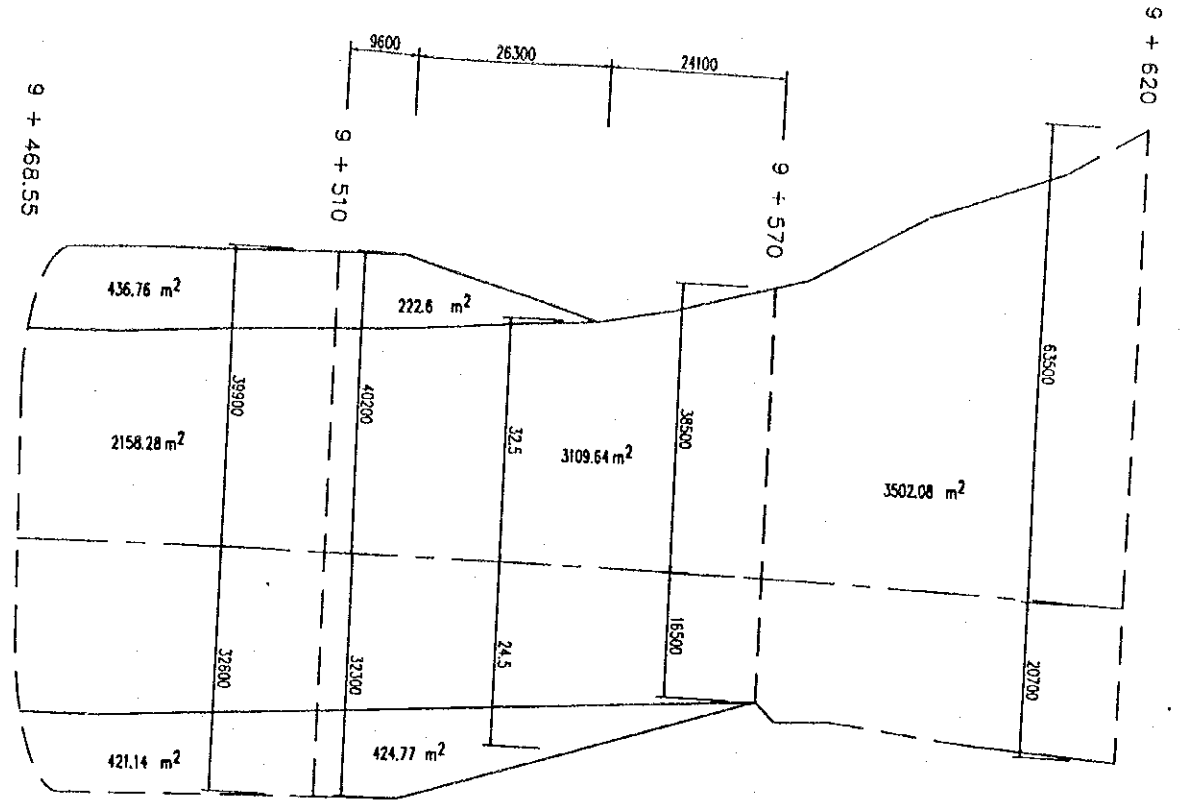 9 + 620
9600
26300
24100
9 + 468.55
9 + 510
9 + 570
436.76 m²
222.6 m²
39900
40200
32.5
38500
63500
2158.28 m²
3109.64 m²
3502.08 m²
32600
32300
24.5
16500
20700
421.14 m²
424.77 m²